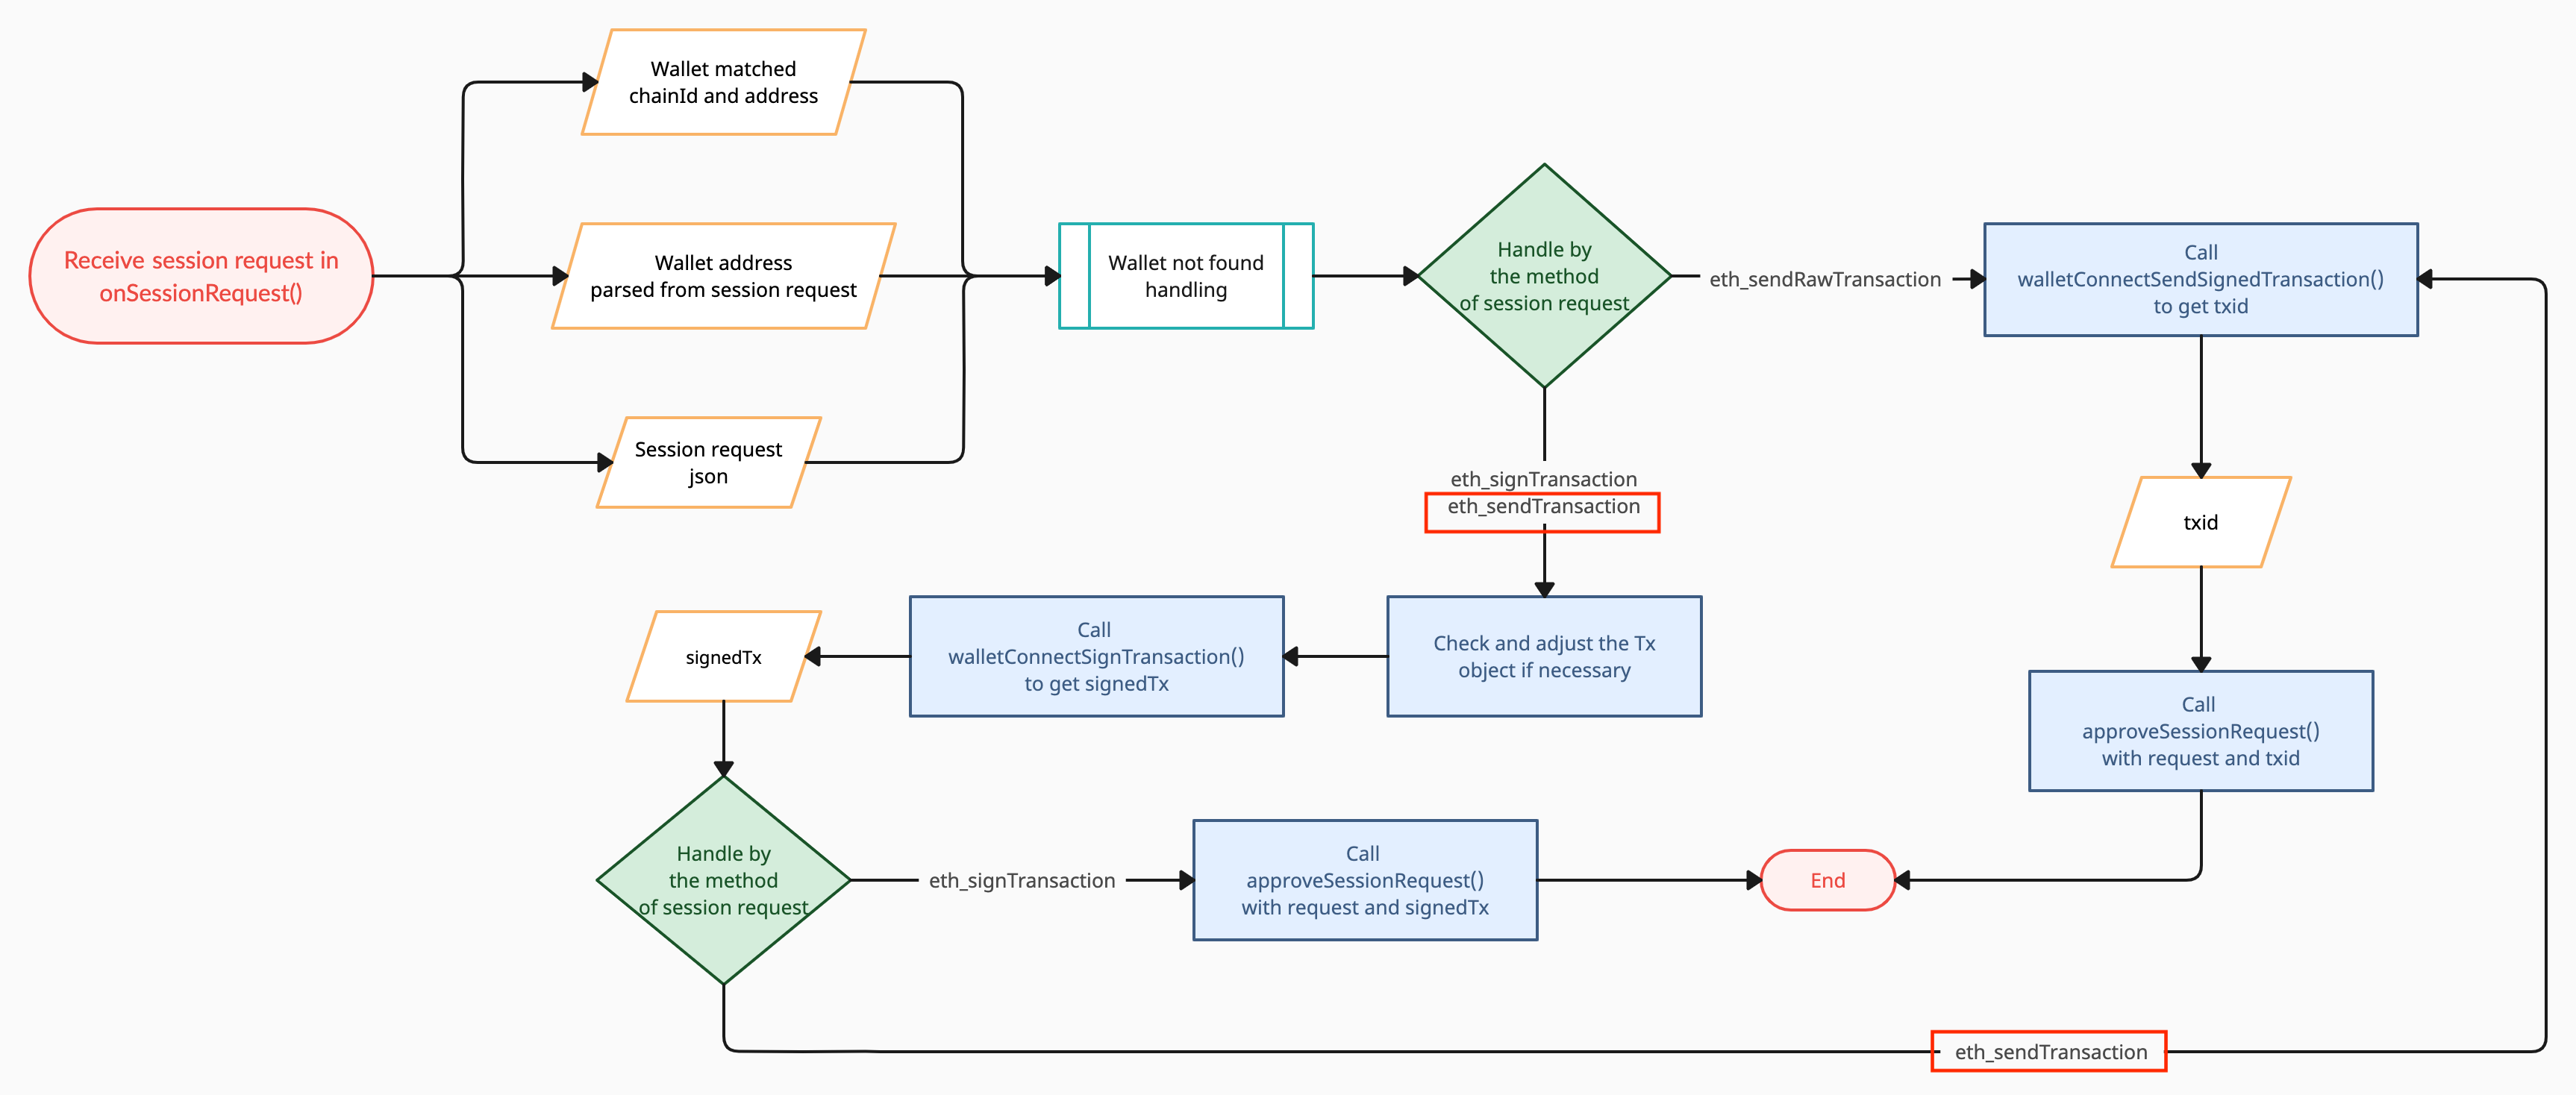 Wallet matched
chainId and address
Receive session request in
onSessionRequest()
Wallet address
parsed from session request
Session request
json
Wallet not found
handling
Handle by
the method
of session request
eth_sendRawTransaction
Call
walletConnectSendSignedTransaction()
to get txid
eth_signTransaction
eth_sendTransaction
txid
Check and adjust the Tx
object if necessary
Call
walletConnectSignTransaction()
to get signedTx
signedTx
Call
approveSessionRequest()
with request and txid
Handle by
the method
of session request
eth_signTransaction
Call
approveSessionRequest()
with request and signedTx
End
eth_sendTransaction